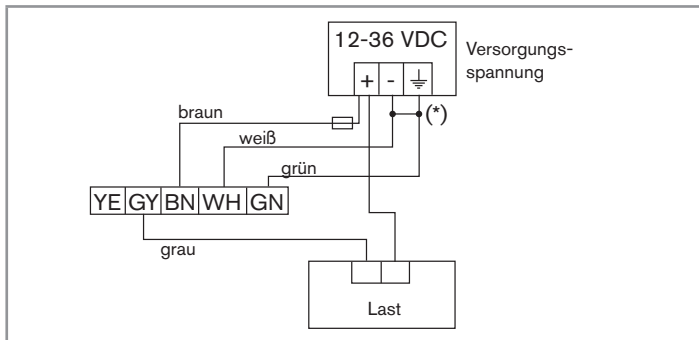 12-36 VDC
Versorgungs-
spannung
+ - ⏚
(*)
braun
weiß
grün
YE GY BN WH GN
grau
Last